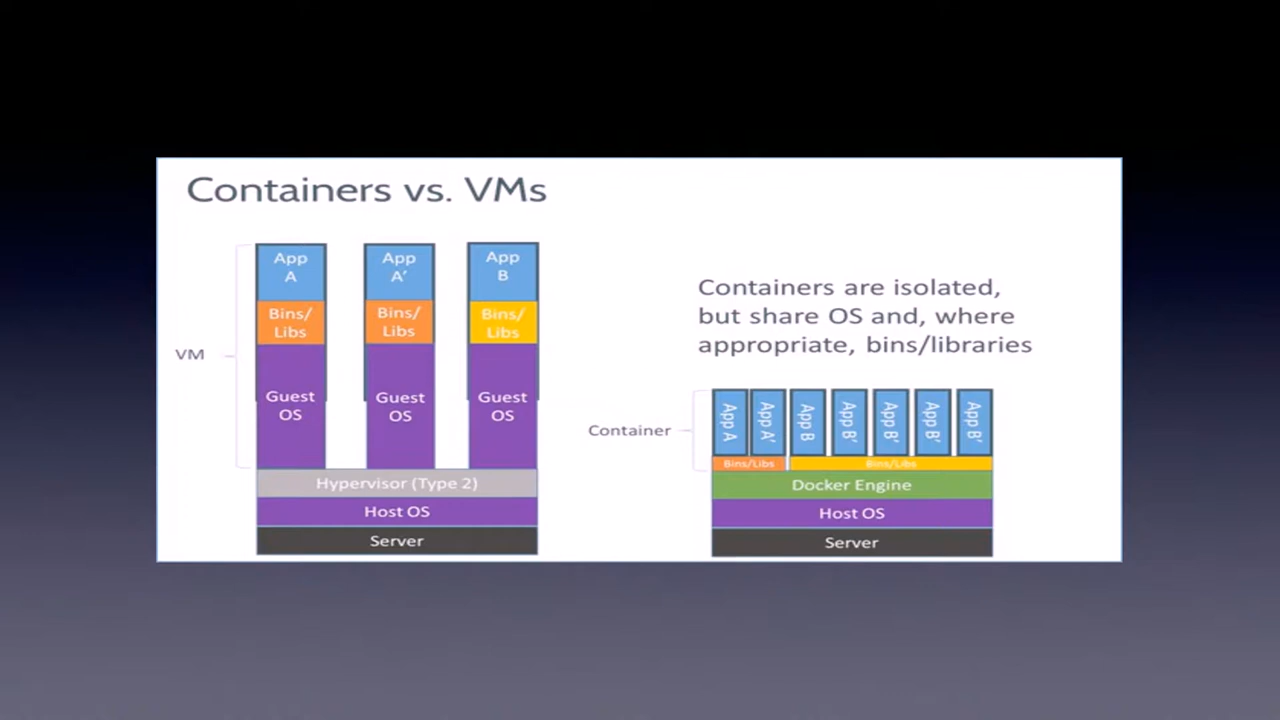 Containers vs. VMs
App
A
App
A’
App
B
Bins/
Libs
Bins/
Libs
Bins/
Libs
VM
Guest
OS
Guest
OS
Guest
OS
Hypervisor (Type 2)
Host OS
Server
Containers are isolated,
but share OS and, where
appropriate, bins/libraries
Container
App A
App A’
App B
App B’
App B’
App B’
App B’
Bins/Libs
Bins/Libs
Docker Engine
Host OS
Server